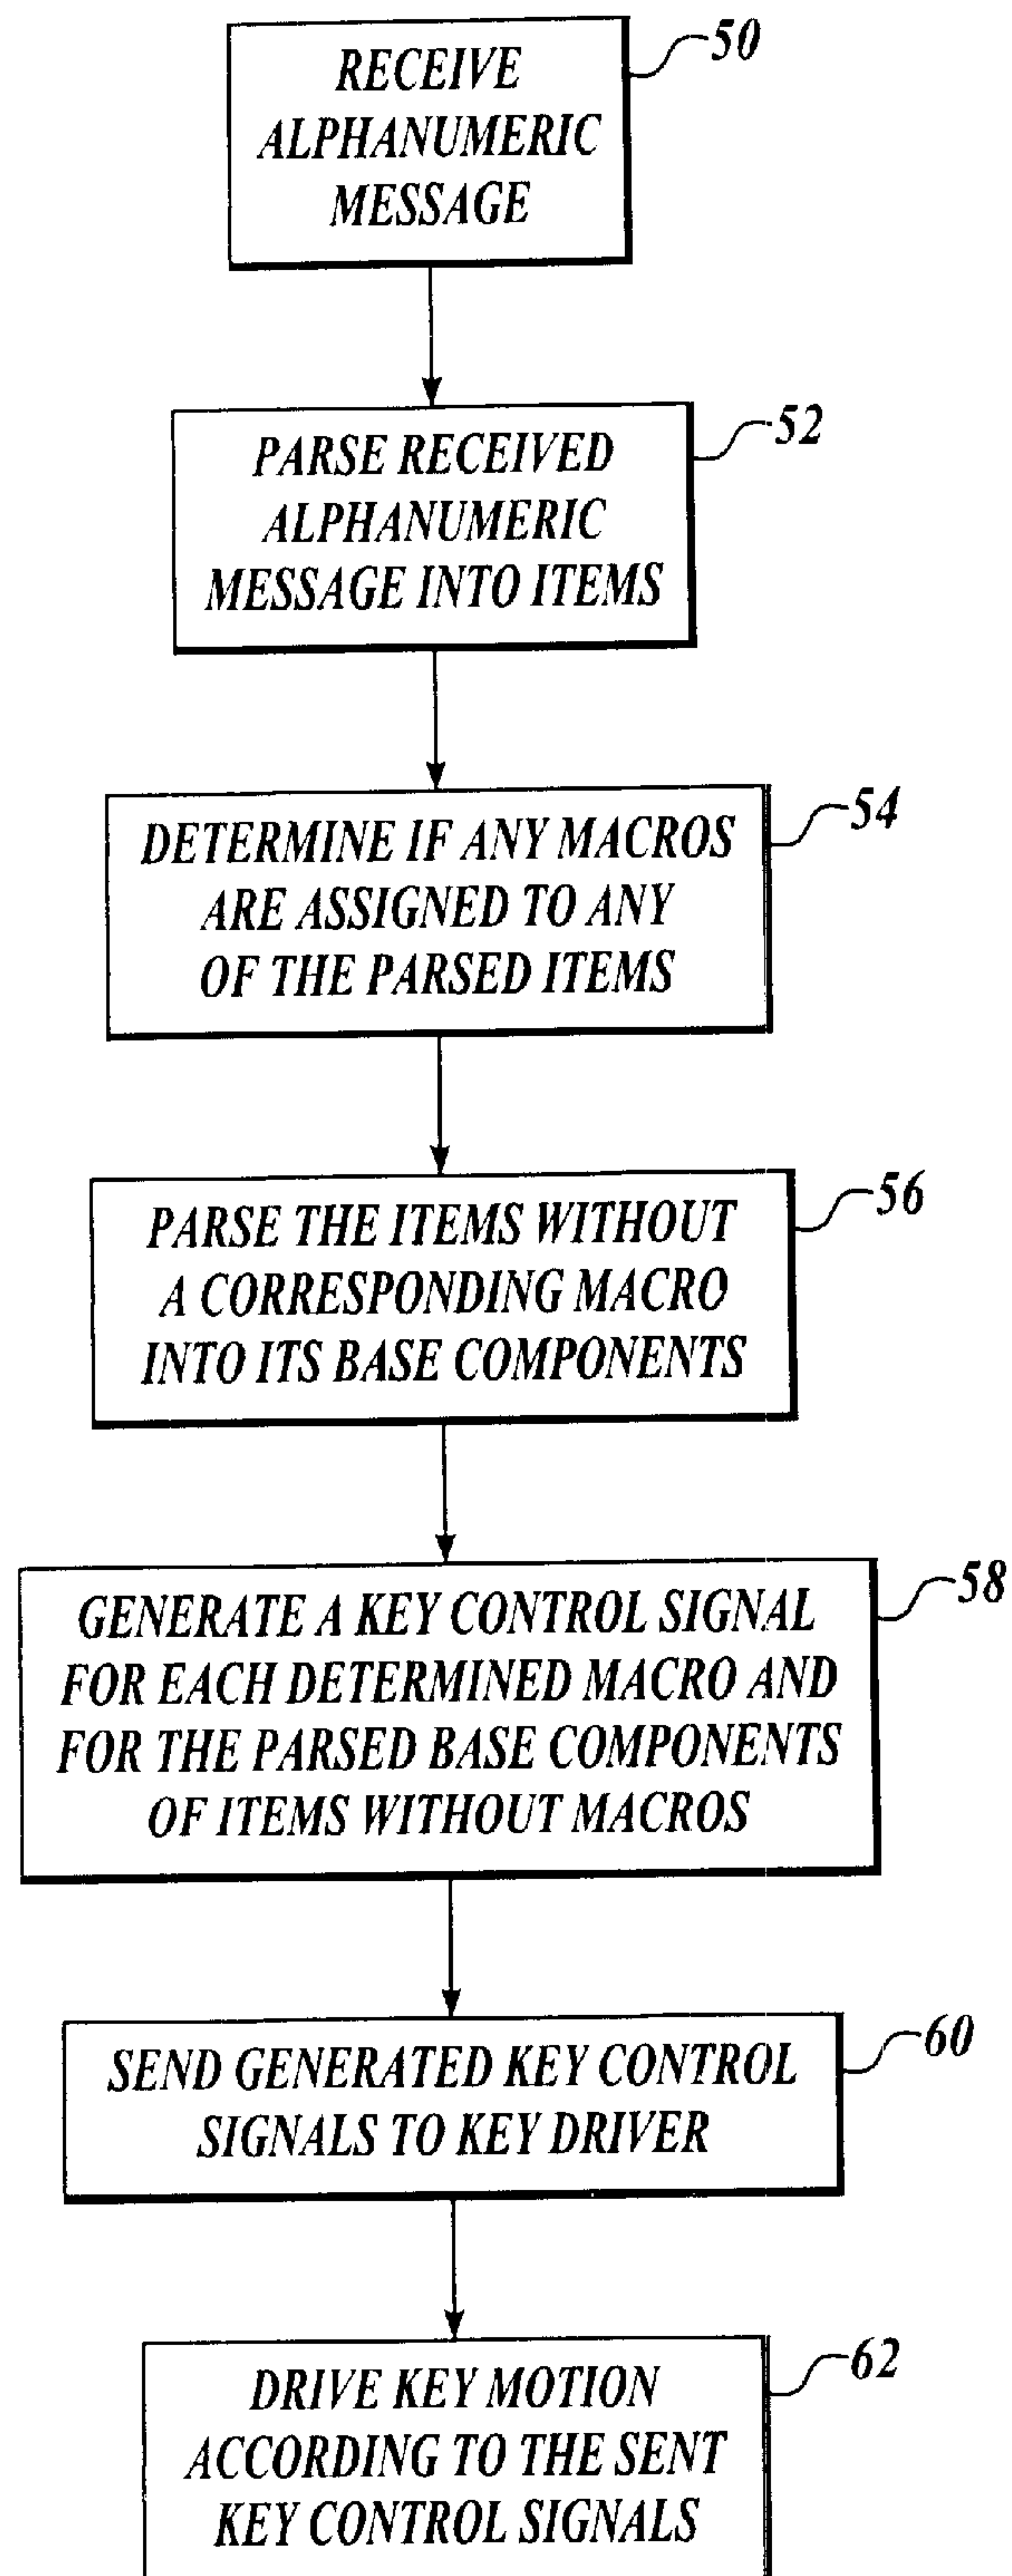 50
RECEIVE
ALPHANUMERIC
MESSAGE
52
PARSE RECEIVED
ALPHANUMERIC
MESSAGE INTO ITEMS
54
DETERMINE IF ANY MACROS
ARE ASSIGNED TO ANY
OF THE PARSED ITEMS
56
PARSE THE ITEMS WITHOUT
A CORRESPONDING MACRO
INTO ITS BASE COMPONENTS
58
GENERATE A KEY CONTROL SIGNAL
FOR EACH DETERMINED MACRO AND
FOR THE PARSED BASE COMPONENTS
OF ITEMS WITHOUT MACROS
60
SEND GENERATED KEY CONTROL
SIGNALS TO KEY DRIVER
62
DRIVE KEY MOTION
ACCORDING TO THE SENT
KEY CONTROL SIGNALS